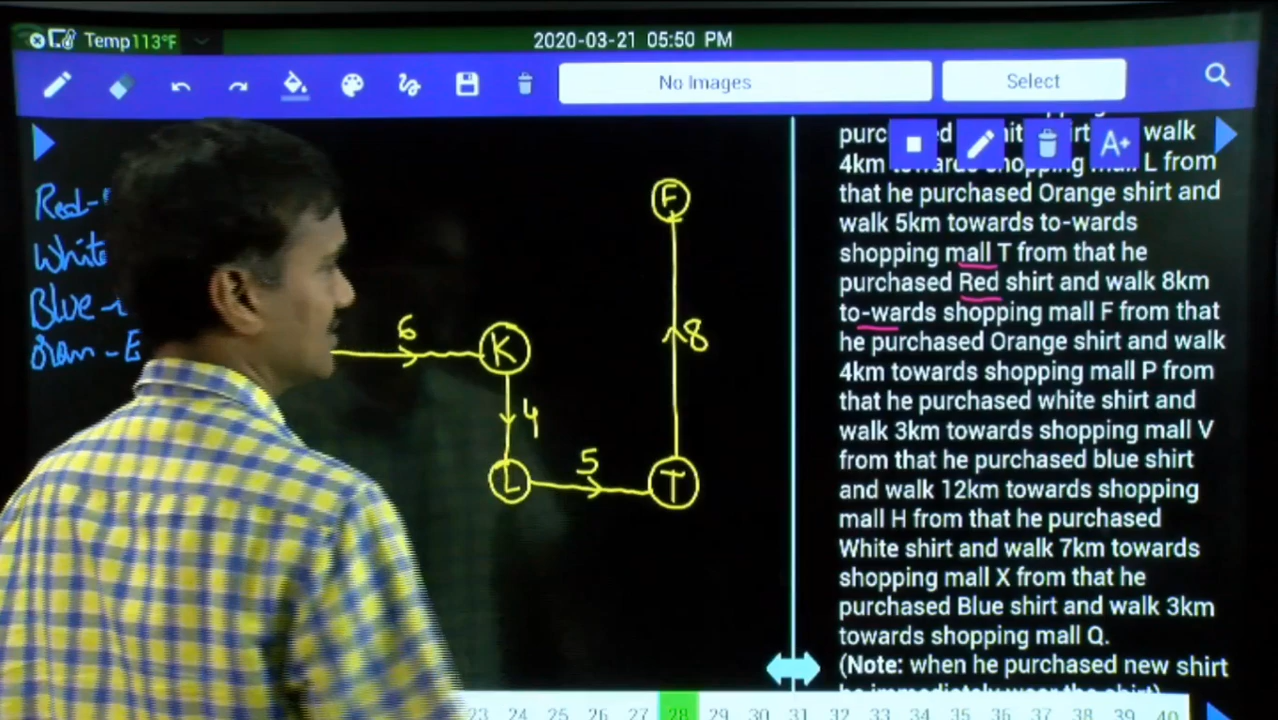 Temp113°F
2020-03-21 05:50 PM
No Images
Select
A+
Red-
White
Blue-
Oran - E
6
K
4
L
5
T
8
F
walk
4km towards shopping L from
that he purchased Orange shirt and
walk 5km towards to-wards
shopping mall T from that he
purchased Red shirt and walk 8km
to-wards shopping mall F from that
he purchased Orange shirt and walk
4km towards shopping mall P from
that he purchased white shirt and
walk 3km towards shopping mall V
from that he purchased blue shirt
and walk 12km towards shopping
mall H from that he purchased
White shirt and walk 7km towards
shopping mall X from that he
purchased Blue shirt and walk 3km
towards shopping mall Q.
(Note: when he purchased new shirt
23 24 25 26 27 28 29 30 31 32 33 34 35 36 37 38 39 40